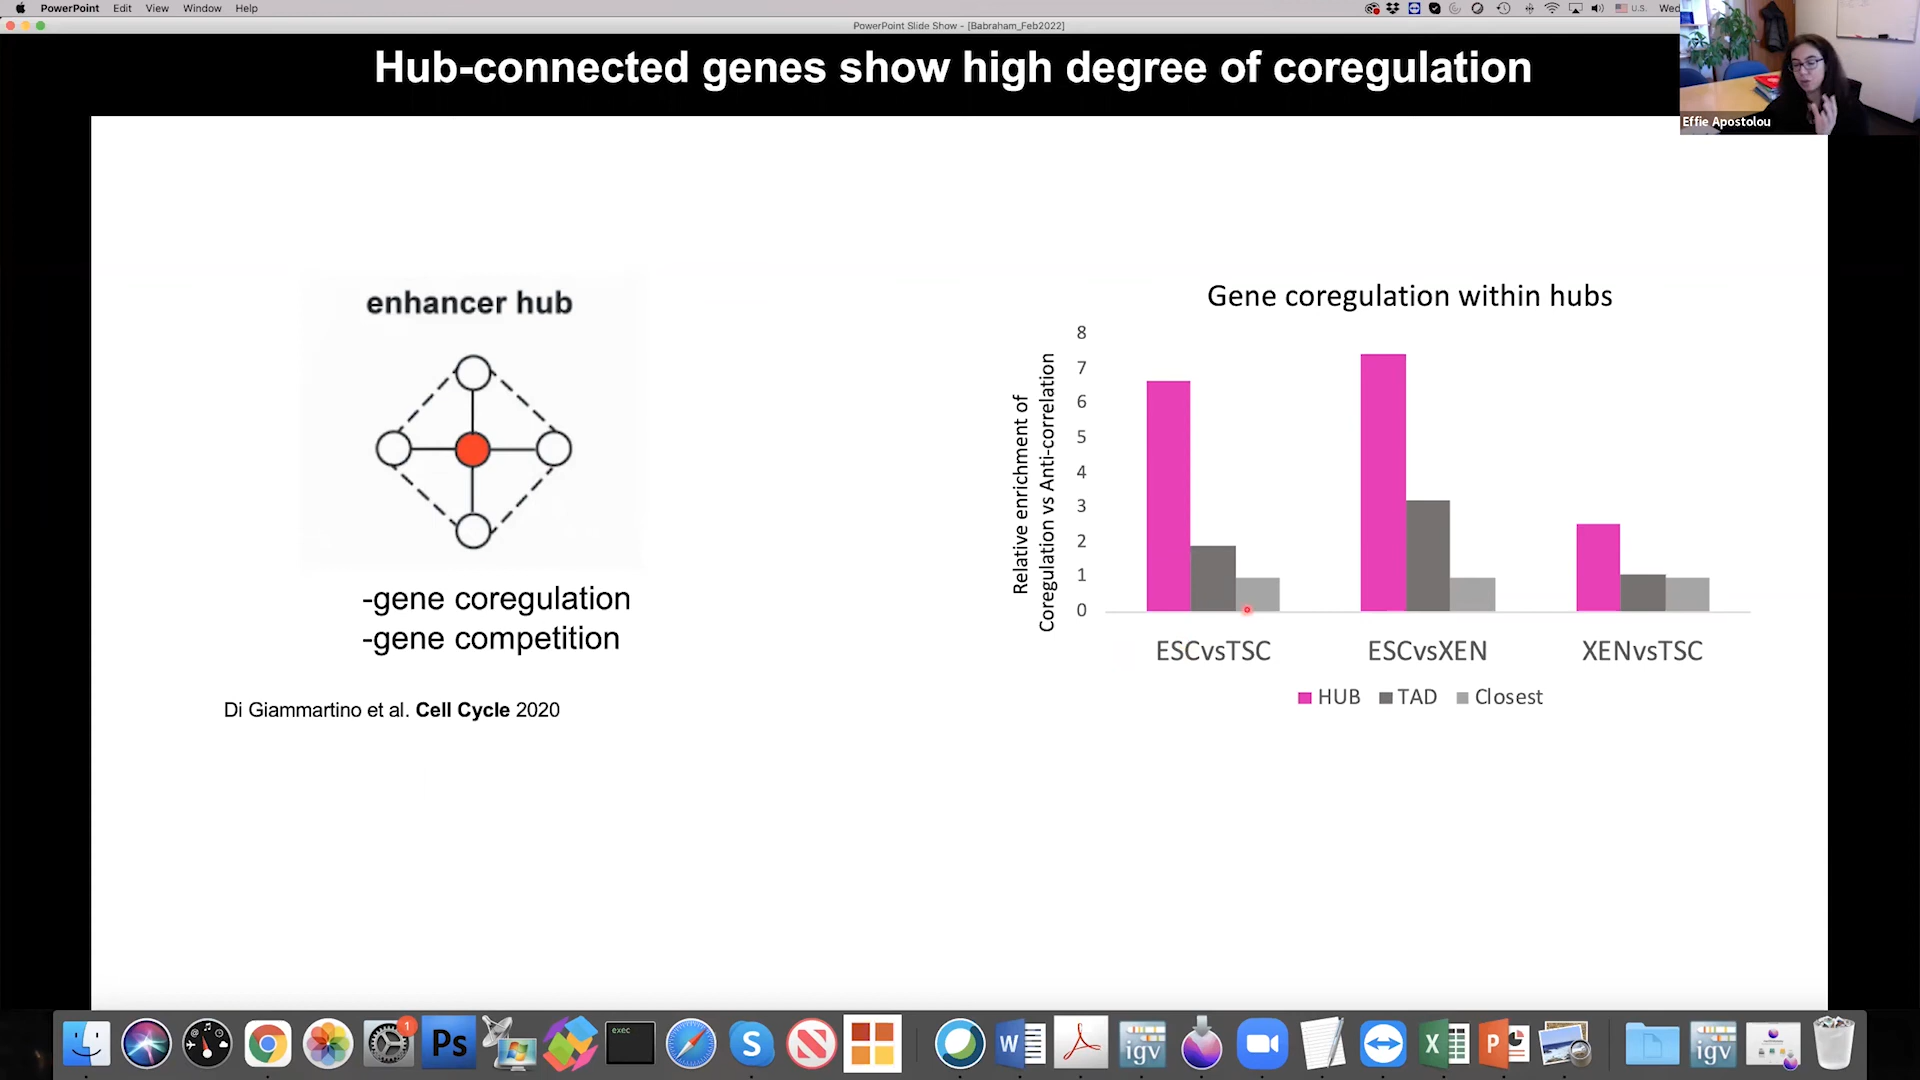 PowerPoint Edit View Window Help
U.S. Wed
PowerPoint Slide Show - [Babraham_Feb2022]
Hub-connected genes show high degree of coregulation
Effie Apostolou
enhancer hub
-gene coregulation
-gene competition
Di Giammartino et al. Cell Cycle 2020
Gene coregulation within hubs
Relative enrichment of
Coregulation vs Anti-correlation
8
7
6
5
4
3
2
1
0
ESCvsTSC ESCvsXEN XENvsTSC
HUB TAD Closest
1
Ps
exec
S
N
W
igv
X
P
igv